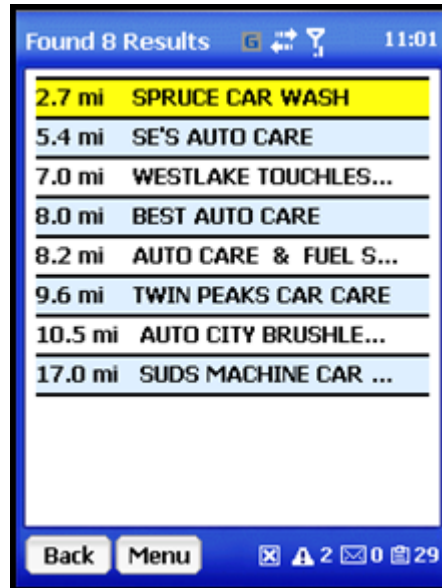 Found 8 Results G 11:01
2.7 mi SPRUCE CAR WASH
5.4 mi SE'S AUTO CARE
7.0 mi WESTLAKE TOUCHLES...
8.0 mi BEST AUTO CARE
8.2 mi AUTO CARE & FUEL S...
9.6 mi TWIN PEAKS CAR CARE
10.5 mi AUTO CITY BRUSHLE...
17.0 mi SUDS MACHINE CAR ...
Back Menu 2 0 29